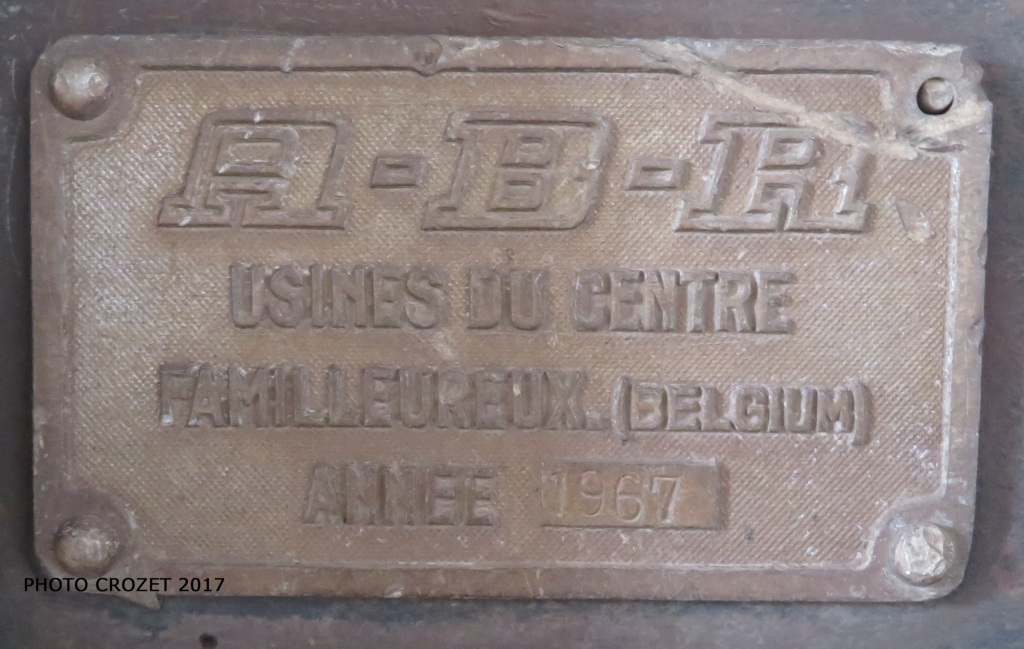 A-B-R
USINES DU CENTRE
FAMILLEUREUX.(BELGIUM)
ANNEE 1967
PHOTO CROZET 2017